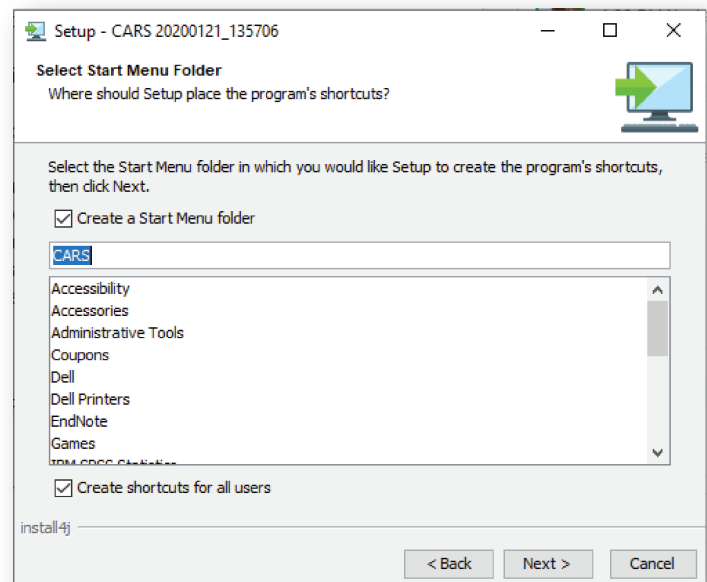 Setup - CARS 20200121_135706
Select Start Menu Folder
Where should Setup place the program's shortcuts?
Select the Start Menu folder in which you would like Setup to create the program's shortcuts,
then click Next.
Create a Start Menu folder
CARS
Accessibility
Accessories
Administrative Tools
Coupons
Dell
Dell Printers
EndNote
Games
IBM SPSS Statistics
Create shortcuts for all users
install4j
< Back Next > Cancel